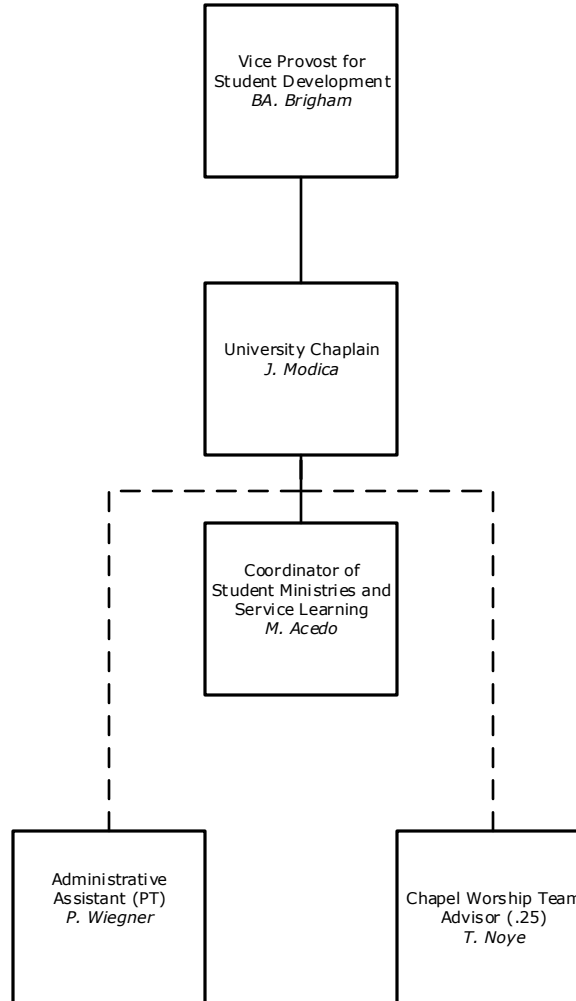 Vice Provost for
Student Development
BA. Brigham
University Chaplain
J. Modica
Coordinator of
Student Ministries and
Service Learning
M. Acedo
Administrative
Assistant (PT)
P. Wiegner
Chapel Worship Team
Advisor (.25)
T. Noye